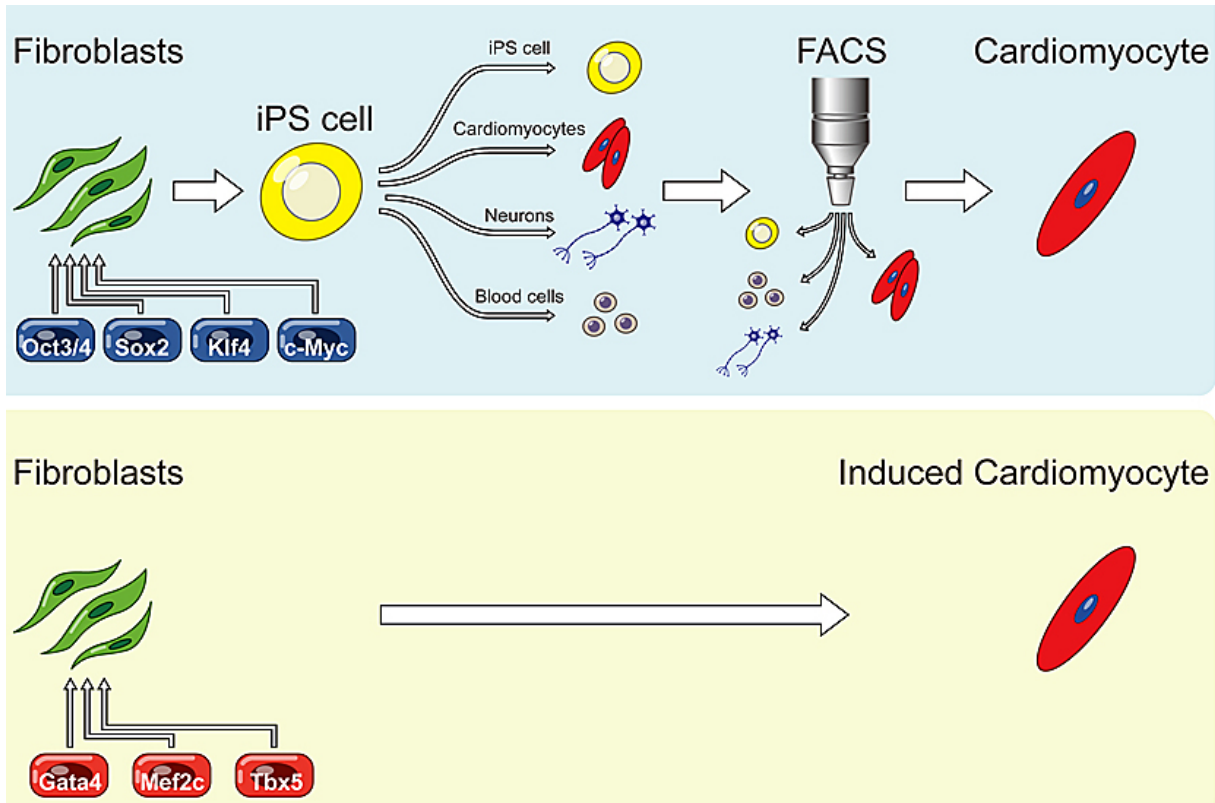 Fibroblasts
iPS cell
iPS cell
Cardiomyocytes
Neurons
Blood cells
FACS
Cardiomyocyte
Oct3/4
Sox2
Klf4
c-Myc
Fibroblasts
Induced Cardiomyocyte
Gata4
Mef2c
Tbx5